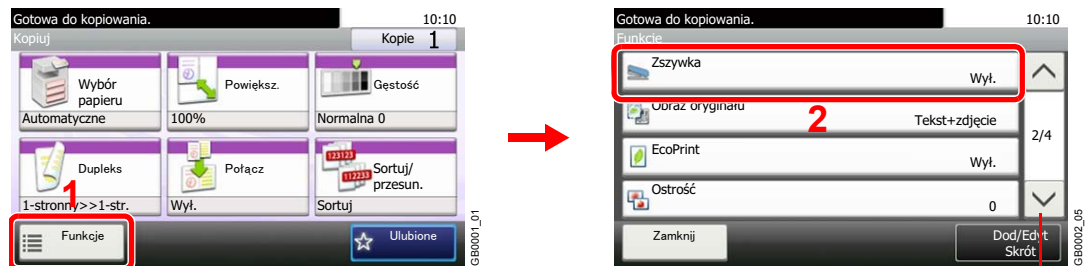 Gotowa do kopiowania.
10:10
Kopiuj
Kopie 1
Wybór
papieru
Automatyczne
Powiększ.
100%
Gęstość
Normalna 0
Dupleks
1-stronny>>1-str.
Połącz
Wył.
123123
112233
Sortuj/
przesun.
Sortuj
1
Funkcje
Ulubione
GB0001_01
Gotowa do kopiowania.
10:10
Funkcje
Zszywka
Wył.
Obraz oryginału
Tekst+zdjęcie
2
EcoPrint
Wył.
Ostrość
0
2/4
Zamknij
Dod/Edyt
Skrót
GB0002_05